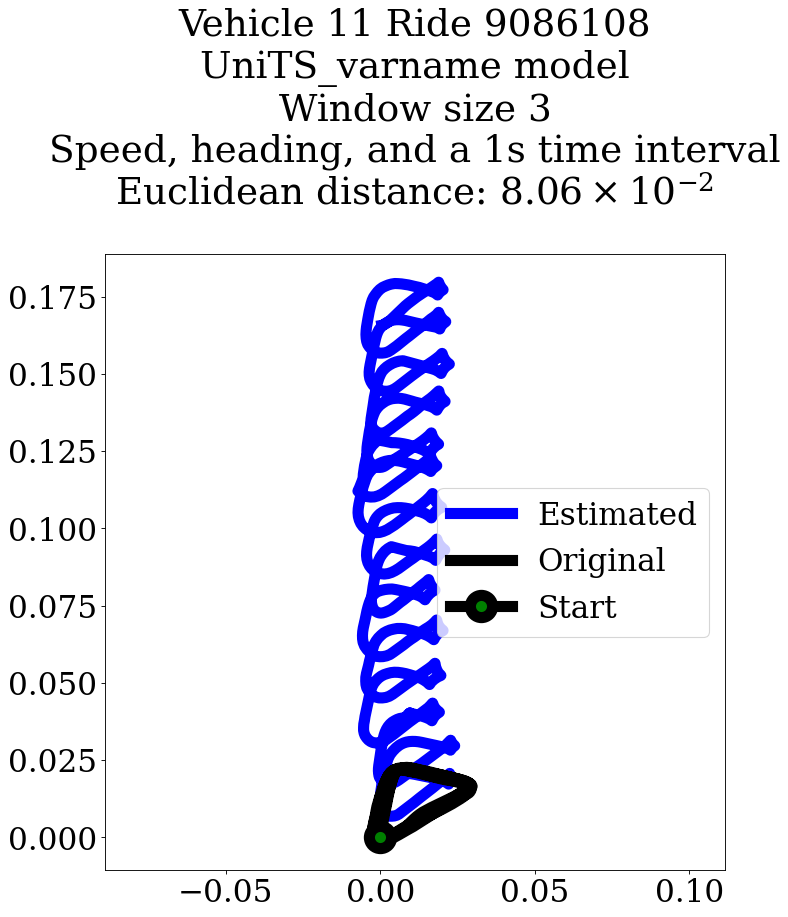 Vehicle 11 Ride 9086108
UniTS_varname model
Window size 3
Speed, heading, and a 1s time interval
Euclidean distance: 8.06 × 10⁻²
0.175
0.150
0.125
0.100
0.075
0.050
0.025
0.000
Estimated
Original
Start
−0.05 0.00 0.05 0.10